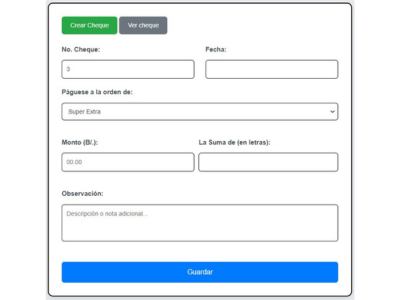 Crear Cheque Ver cheque
No. Cheque: Fecha:
3
Páguese a la orden de:
Super Extra
Monto (B/.): La Suma de (en letras):
00.00
Observación:
Descripción o nota adicional...
Guardar